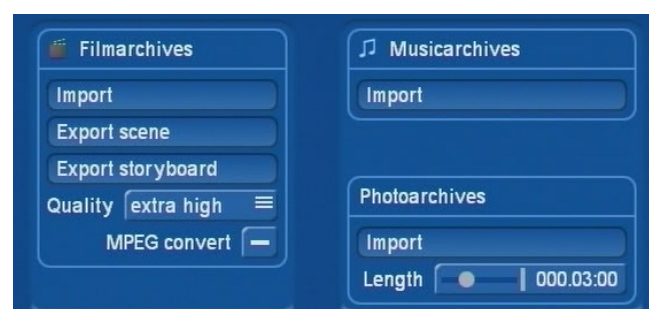 Filmarchives
Import
Export scene
Export storyboard
Quality extra high
MPEG convert
Musicarchives
Import
Photoarchives
Import
Length 000.03:00